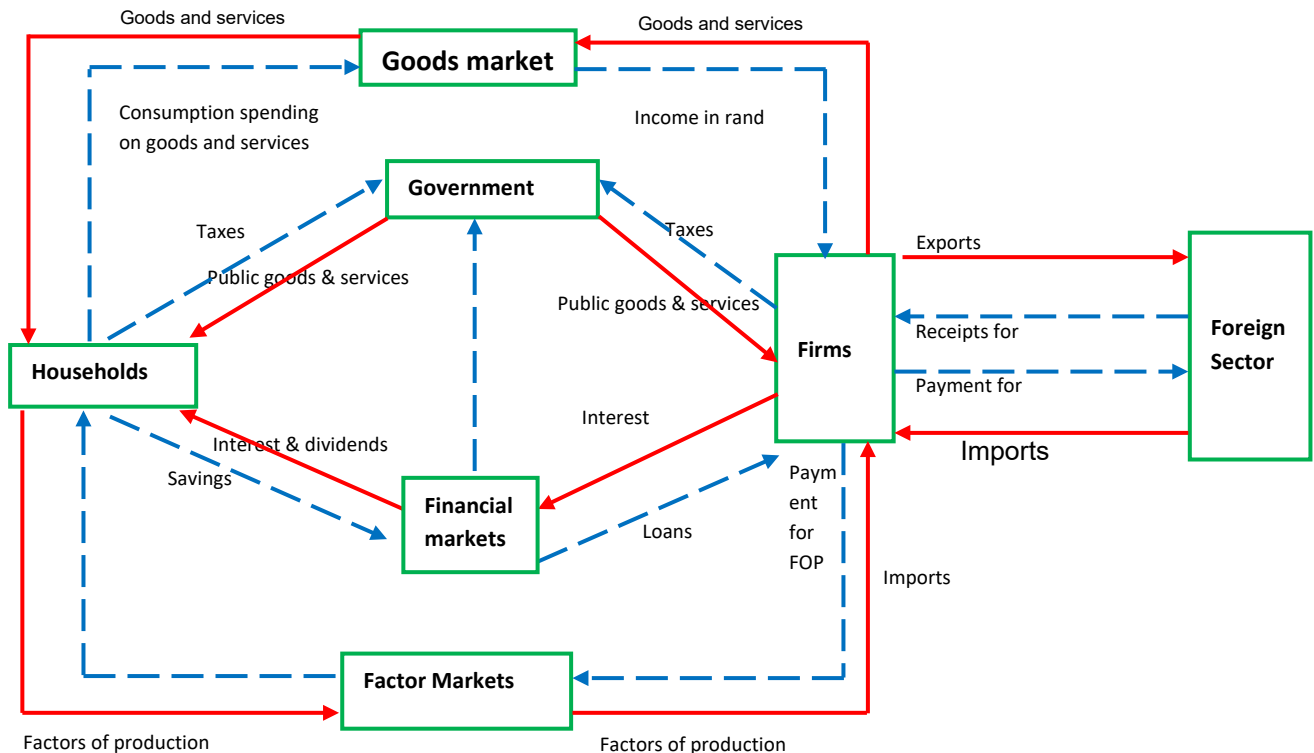 Goods and services
Goods and services
Goods market
Consumption spending
on goods and services
Income in rand
Government
Taxes
Taxes
Public goods & services
Public goods & services
Exports
Receipts for
Payment for
Imports
Foreign
Sector
Firms
Households
Interest
Interest & dividends
Savings
Financial
markets
Loans
Paym
ent
for
FOP
Imports
Factor Markets
Factors of production
Factors of production